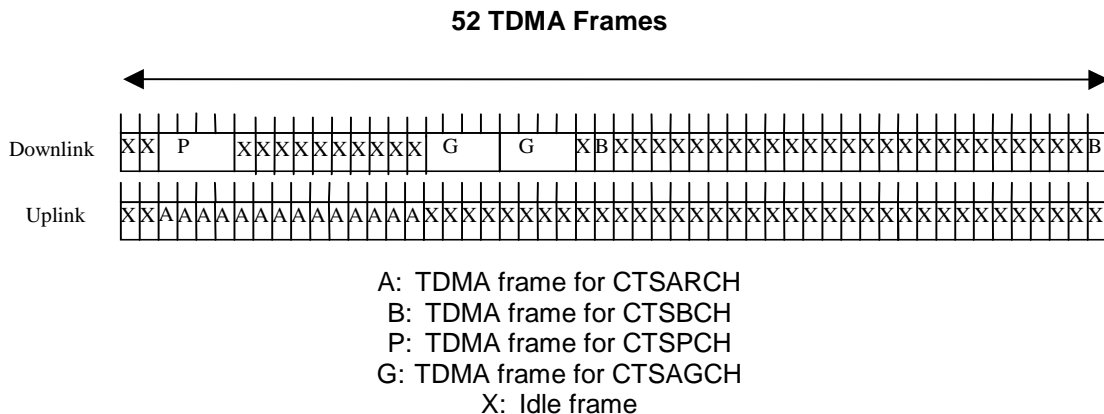 52 TDMA Frames
Downlink X X P X X X X X X X X X X G G X B X X X X X X X X X X X X X X X X X X X X X X X X X B
Uplink X X A A A A A A A A A A A A A A X X X X X X X X X X X X X X X X X X X X X X X X X X X X X X X X X X X X
A: TDMA frame for CTSARCH
B: TDMA frame for CTSBCH
P: TDMA frame for CTSPCH
G: TDMA frame for CTSAGCH
X: Idle frame